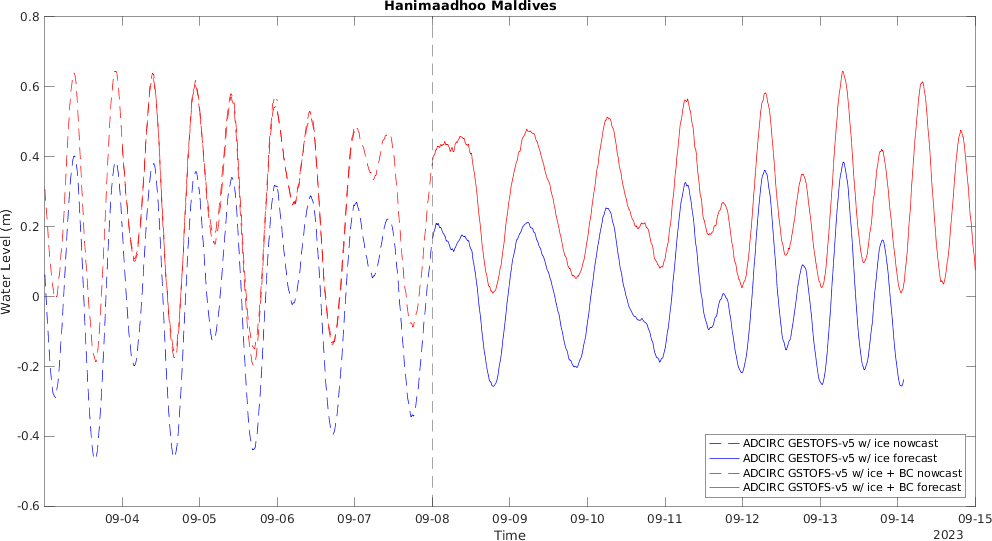 Hanimaadhoo Maldives
0.8
0.6
0.4
0.2
0
-0.2
-0.4
-0.6
Water Level (m)
ADCIRC GESTOFS-v5 w/ ice nowcast
ADCIRC GESTOFS-v5 w/ ice forecast
ADCIRC GSTOFS-v5 w/ ice + BC nowcast
ADCIRC GSTOFS-v5 w/ ice + BC forecast
09-04 09-05 09-06 09-07 09-08 09-09 09-10 09-11 09-12 09-13 09-14 09-15
Time
2023